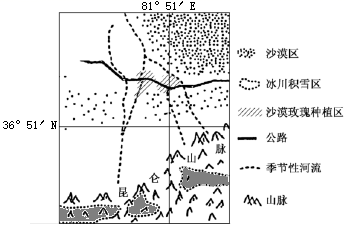 81°51′E
沙漠区
冰川积雪区
沙漠玫瑰种植区
36°51′N
公路
脉
山
季节性河流
仑
昆
山脉